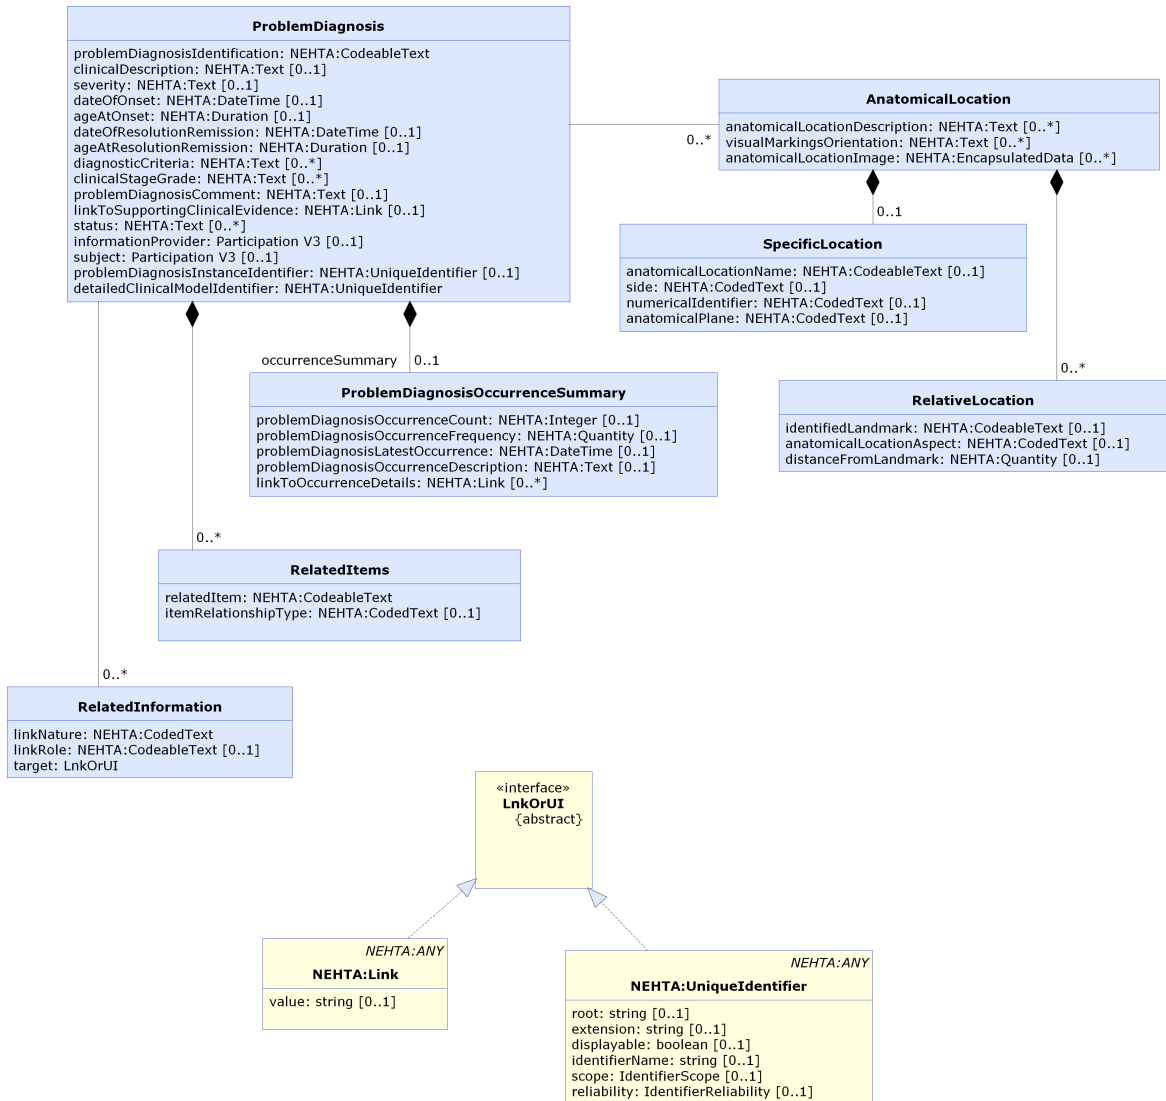 ProblemDiagnosis
problemDiagnosisIdentification: NEHTA:CodeableText
clinicalDescription: NEHTA:Text [0..1]
severity: NEHTA:Text [0..1]
dateOfOnset: NEHTA:DateTime [0..1]
ageAtOnset: NEHTA:Duration [0..1]
dateOfResolutionRemission: NEHTA:DateTime [0..1]
ageAtResolutionRemission: NEHTA:Duration [0..1]
diagnosticCriteria: NEHTA:Text [0..*]
clinicalStageGrade: NEHTA:Text [0..*]
problemDiagnosisComment: NEHTA:Text [0..1]
linkToSupportingClinicalEvidence: NEHTA:Link [0..1]
status: NEHTA:Text [0..*]
informationProvider: Participation V3 [0..1]
subject: Participation V3 [0..1]
problemDiagnosisInstanceIdentifier: NEHTA:UniqueIdentifier [0..1]
detailedClinicalModelIdentifier: NEHTA:UniqueIdentifier
0..*
AnatomicalLocation
anatomicalLocationDescription: NEHTA:Text [0..*]
visualMarkingsOrientation: NEHTA:Text [0..*]
anatomicalLocationImage: NEHTA:EncapsulatedData [0..*]
0..1
SpecificLocation
anatomicalLocationName: NEHTA:CodeableText [0..1]
side: NEHTA:CodedText [0..1]
numericalIdentifier: NEHTA:CodedText [0..1]
anatomicalPlane: NEHTA:CodedText [0..1]
0..*
RelativeLocation
identifiedLandmark: NEHTA:CodeableText [0..1]
anatomicalLocationAspect: NEHTA:CodedText [0..1]
distanceFromLandmark: NEHTA:Quantity [0..1]
occurrenceSummary 0..1
ProblemDiagnosisOccurrenceSummary
problemDiagnosisOccurrenceCount: NEHTA:Integer [0..1]
problemDiagnosisOccurrenceFrequency: NEHTA:Quantity [0..1]
problemDiagnosisLatestOccurrence: NEHTA:DateTime [0..1]
problemDiagnosisOccurrenceDescription: NEHTA:Text [0..1]
linkToOccurrenceDetails: NEHTA:Link [0..*]
0..*
RelatedItems
relatedItem: NEHTA:CodeableText
itemRelationshipType: NEHTA:CodedText [0..1]
0..*
RelatedInformation
linkNature: NEHTA:CodedText
linkRole: NEHTA:CodeableText [0..1]
target: LnkOrUI
«interface»
LnkOrUI
{abstract}
NEHTA:ANY
NEHTA:Link
value: string [0..1]
NEHTA:ANY
NEHTA:UniqueIdentifier
root: string [0..1]
extension: string [0..1]
displayable: boolean [0..1]
identifierName: string [0..1]
scope: IdentifierScope [0..1]
reliability: IdentifierReliability [0..1]